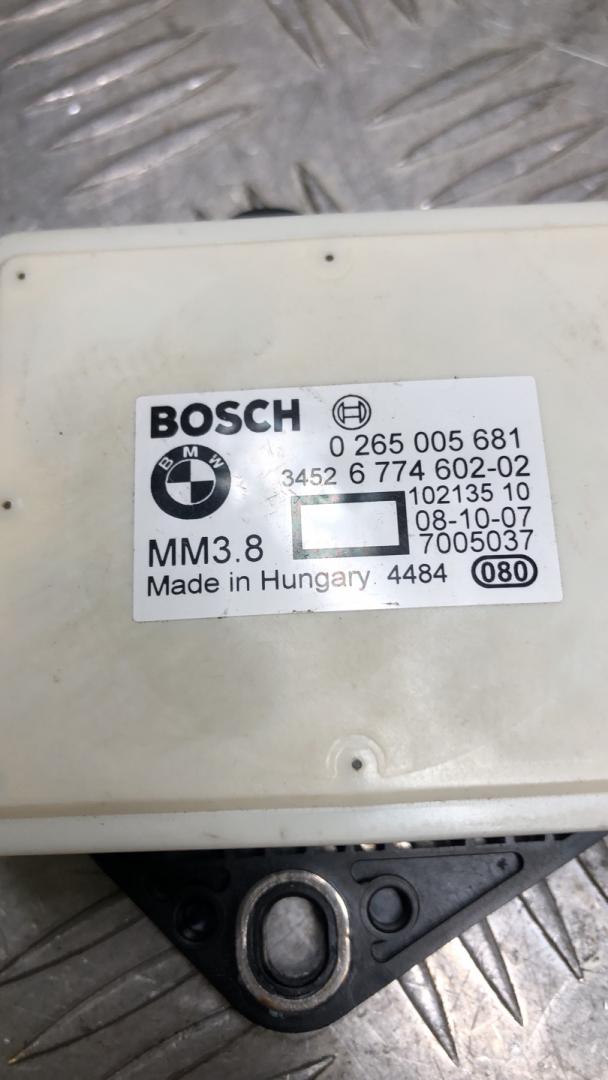 BOSCH
0 265 005 681
BMW
3452 6 774 602-02
102135 10
08-10-07
MM3.8
7005037
Made in Hungary 4484 080